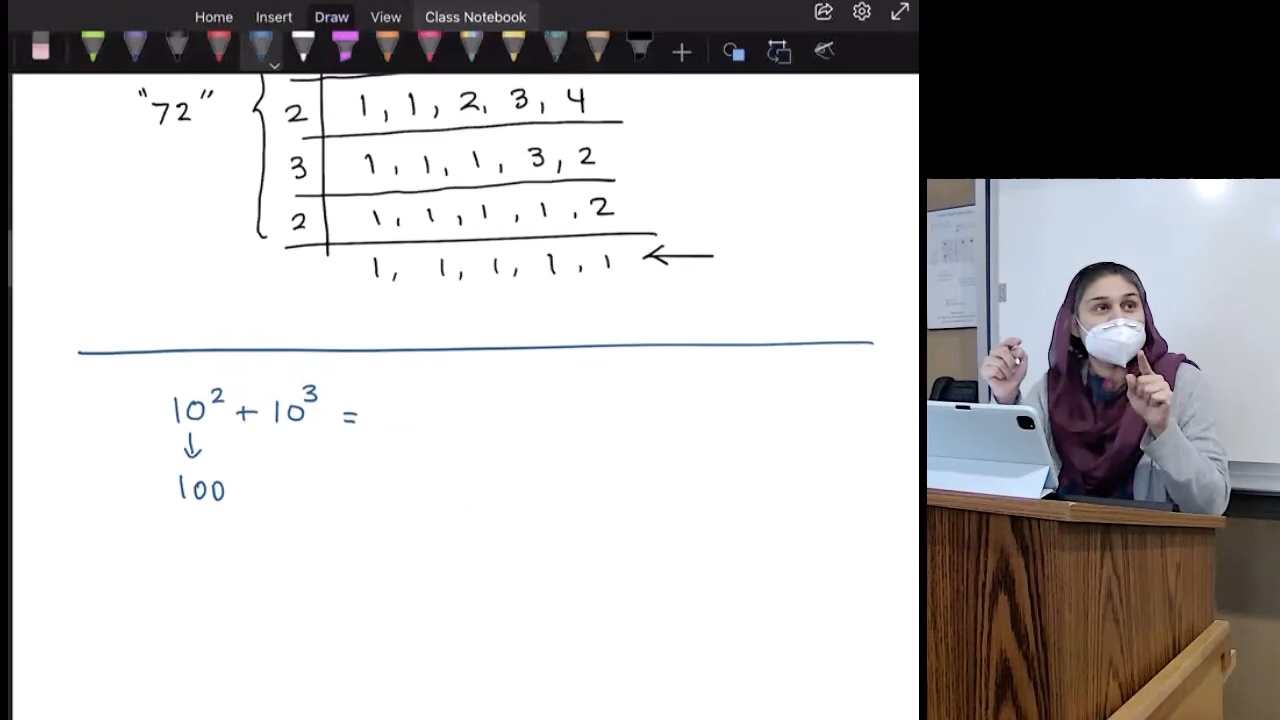 Home Insert Draw View Class Notebook
"72" { 2 | 1, 1, 2, 3, 4
3 | 1, 1, 1, 3, 2
2 | 1, 1, 1, 1, 2
1, 1, 1, 1, 1 ←
10² + 10³ =
↓
100